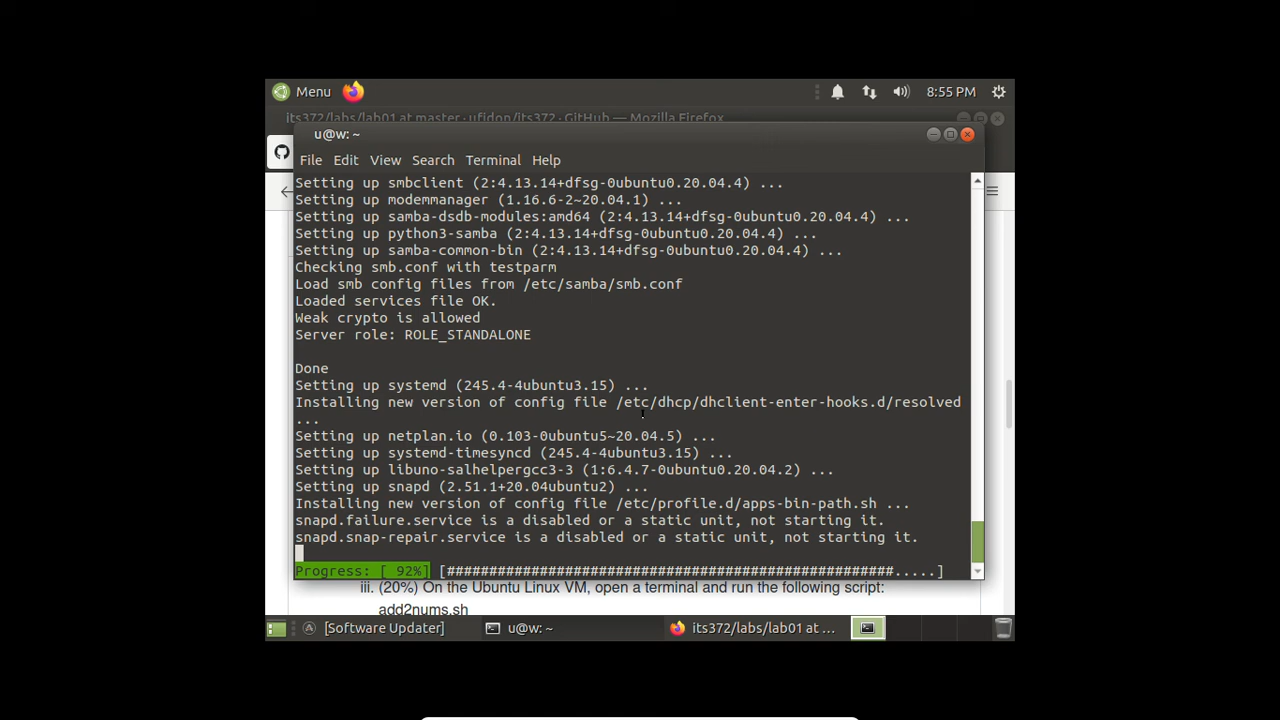 Menu
8:55 PM
its372/labs/lab01 at master · ufidon/its372 · GitHub — Mozilla Firefox
u@w: ~
File Edit View Search Terminal Help
Setting up smbclient (2:4.13.14+dfsg-0ubuntu0.20.04.4) ...
Setting up modemmanager (1.16.6-2~20.04.1) ...
Setting up samba-dsdb-modules:amd64 (2:4.13.14+dfsg-0ubuntu0.20.04.4) ...
Setting up python3-samba (2:4.13.14+dfsg-0ubuntu0.20.04.4) ...
Setting up samba-common-bin (2:4.13.14+dfsg-0ubuntu0.20.04.4) ...
Checking smb.conf with testparm
Load smb config files from /etc/samba/smb.conf
Loaded services file OK.
Weak crypto is allowed
Server role: ROLE_STANDALONE
Done
Setting up systemd (245.4-4ubuntu3.15) ...
Installing new version of config file /etc/dhcp/dhclient-enter-hooks.d/resolved
...
Setting up netplan.io (0.103-0ubuntu5~20.04.5) ...
Setting up systemd-timesyncd (245.4-4ubuntu3.15) ...
Setting up libuno-salhelpergcc3-3 (1:6.4.7-0ubuntu0.20.04.2) ...
Setting up snapd (2.51.1+20.04ubuntu2) ...
Installing new version of config file /etc/profile.d/apps-bin-path.sh ...
snapd.failure.service is a disabled or a static unit, not starting it.
snapd.snap-repair.service is a disabled or a static unit, not starting it.
Progress: [ 92%] [#####################################################.....]
iii. (20%) On the Ubuntu Linux VM, open a terminal and run the following script:
add2nums.sh
[Software Updater] u@w: ~ its372/labs/lab01 at ...